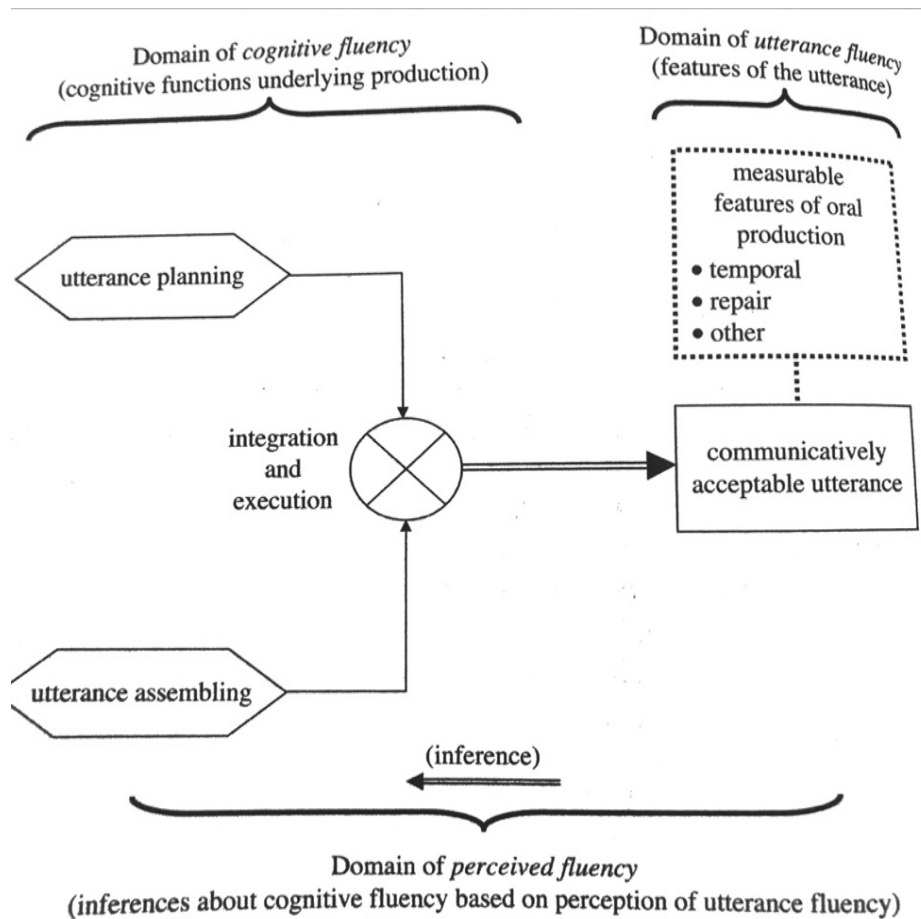 Domain of cognitive fluency
(cognitive functions underlying production)
Domain of utterance fluency
(features of the utterance)
measurable
features of oral
production
• temporal
• repair
• other
utterance planning
integration
and
execution
communicatively
acceptable utterance
utterance assembling
(inference)
Domain of perceived fluency
(inferences about cognitive fluency based on perception of utterance fluency)